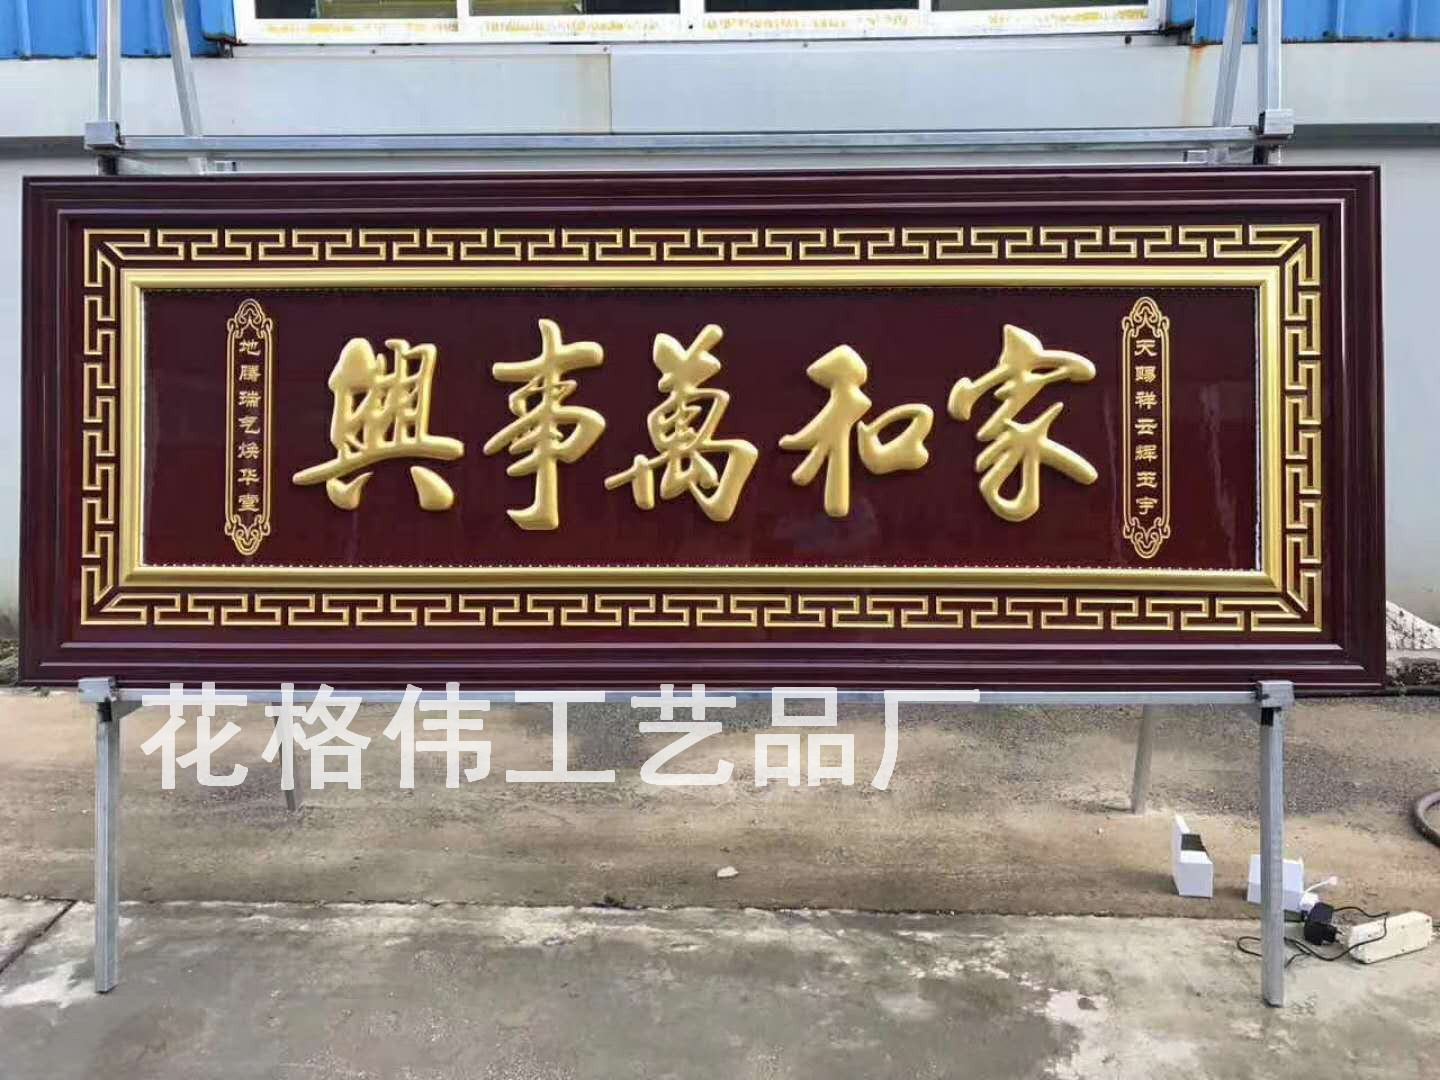 家和萬事興
天赐祥云辉玉宇
地腾瑞气焕华堂
花格伟工艺品厂